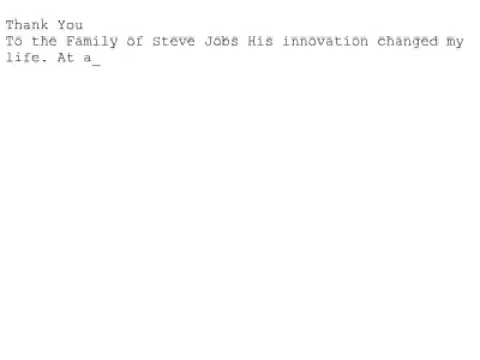 Thank You
To the Family of Steve Jobs His innovation changed my
life. At a_